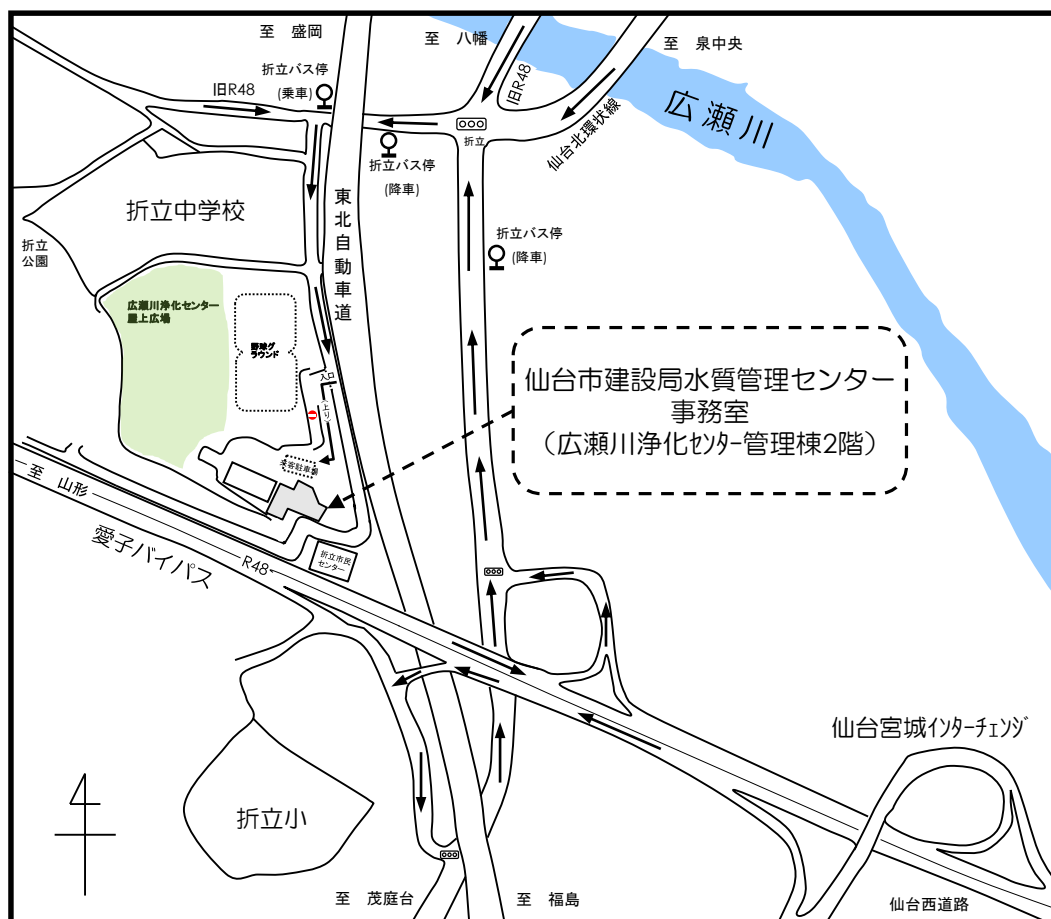 至 盛岡
至 八幡
至 泉中央
折立バス停
(乗車)
旧R48
旧R48
広瀬川
折立
仙台北環状線
折立バス停
(降車)
東北自動車道
折立中学校
折立バス停
(降車)
折立
公園
広瀬川浄化センター
屋上広場
野球グ
ラウンド
入口
(上り)
仙台市建設局水質管理センター
事務室
(広瀬川浄化ｾﾝﾀｰ管理棟2階)
来客駐車場
至 山形
愛子バイパス
R48
折立市民
センター
仙台宮城ｲﾝﾀｰﾁｪﾝｼﾞ
折立小
至 茂庭台
至 福島
仙台西道路